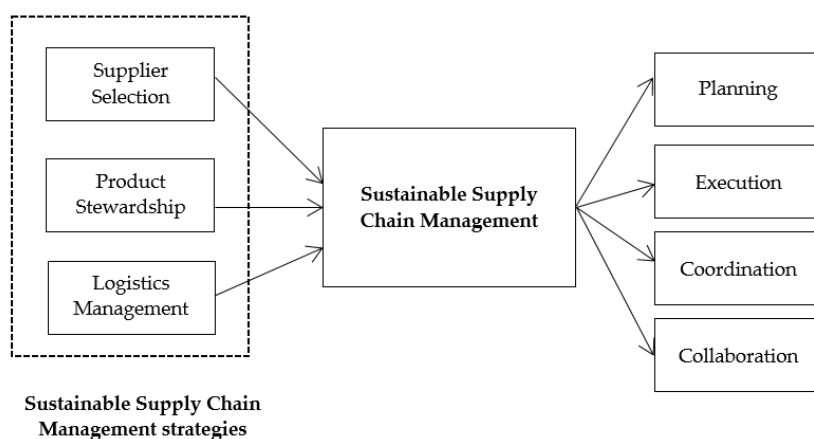 Supplier
Selection
Product
Stewardship
Logistics
Management
Sustainable Supply Chain
Management strategies
Sustainable Supply
Chain Management
Planning
Execution
Coordination
Collaboration